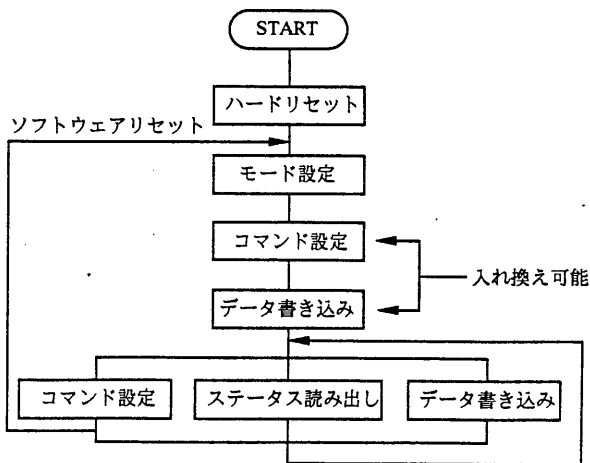 START
ハードリセット
ソフトウェアリセット
モード設定
コマンド設定
入れ換え可能
データ書き込み
コマンド設定
ステータス読み出し
データ書き込み